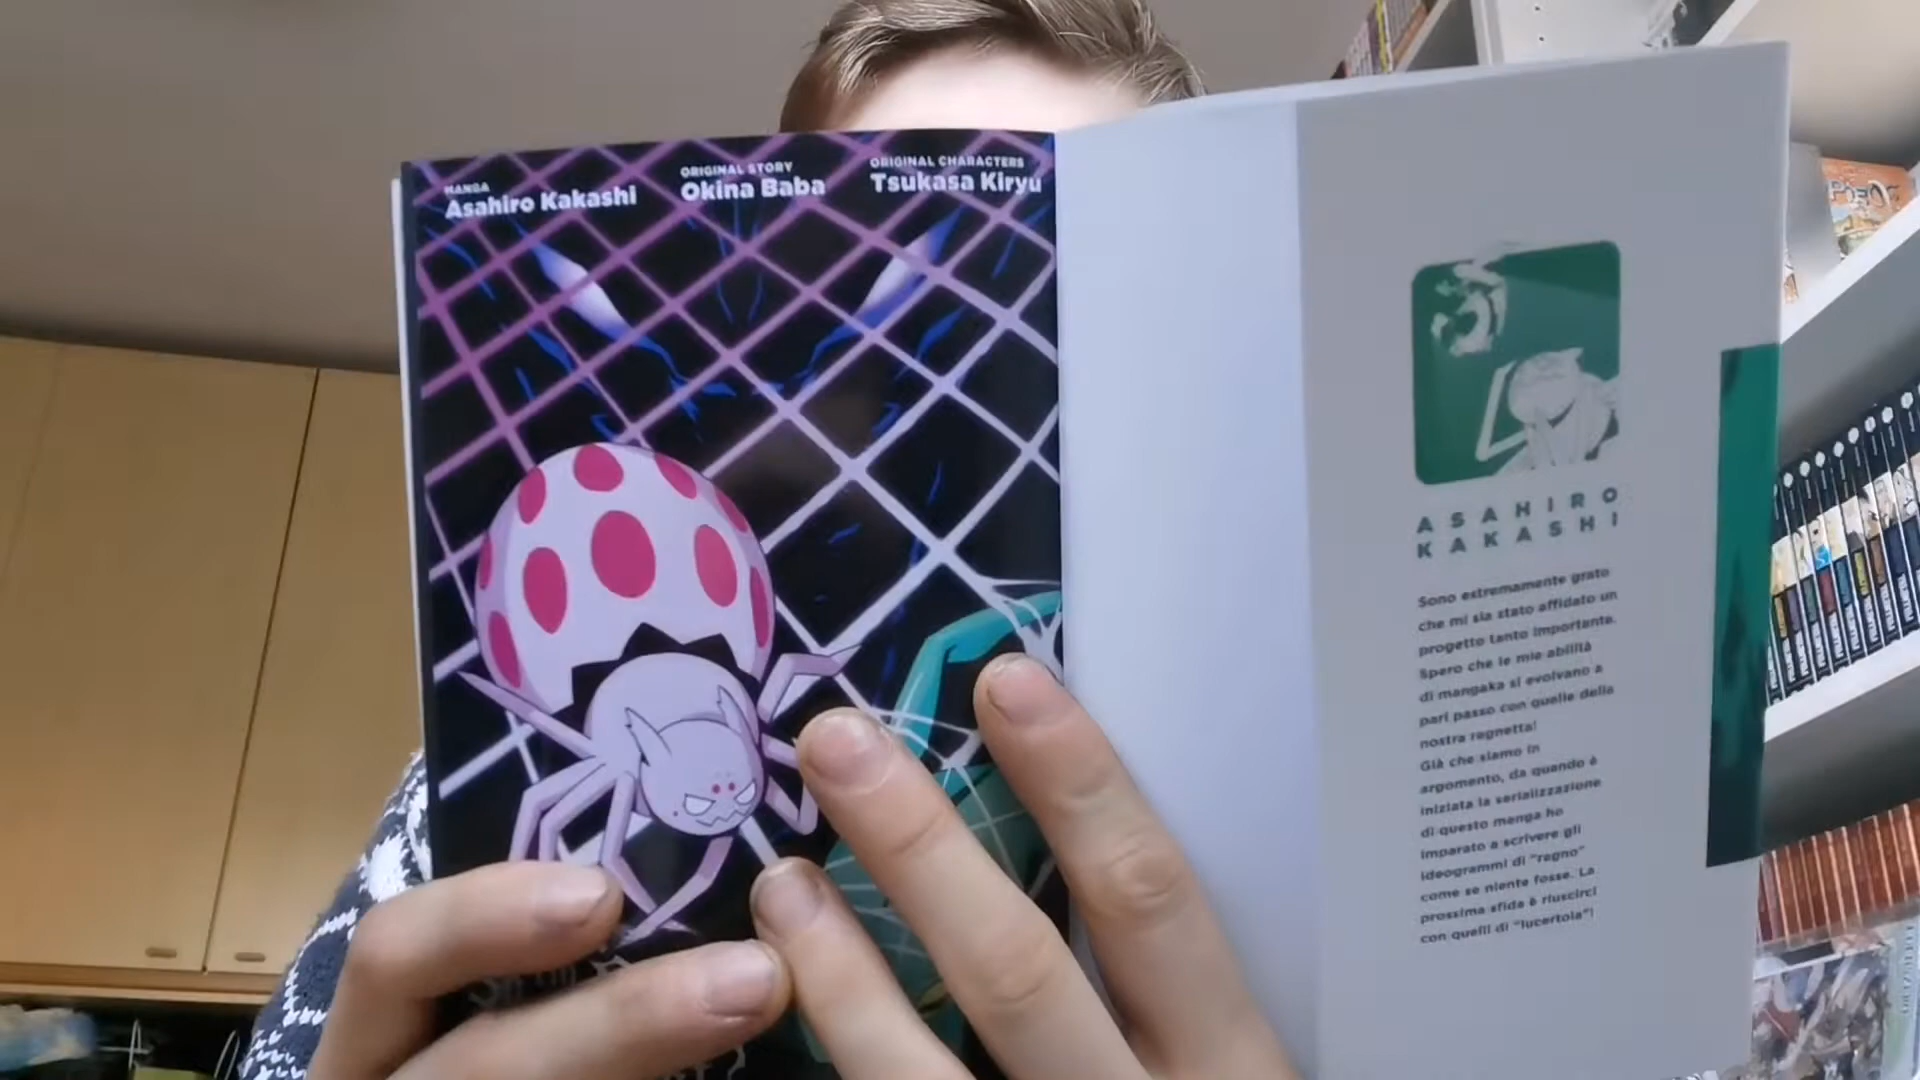 MANGA
Asahiro Kakashi
ORIGINAL STORY
Okina Baba
ORIGINAL CHARACTERS
Tsukasa Kiryu
ASAHIRO
KAKASHI
Sono estremamente grato
che mi sia stato affidato un
progetto tanto importante.
Spero che le mie abilità
di mangaka si evolvano a
pari passo con quelle della
nostra ragnetta!
Già che siamo in
argomento, da quando è
iniziata la serializzazione
di questo manga ho
imparato a scrivere gli
ideogrammi di "ragno"
come se niente fosse. La
prossima sfida è riuscirci
con quelli di "lucertola"!